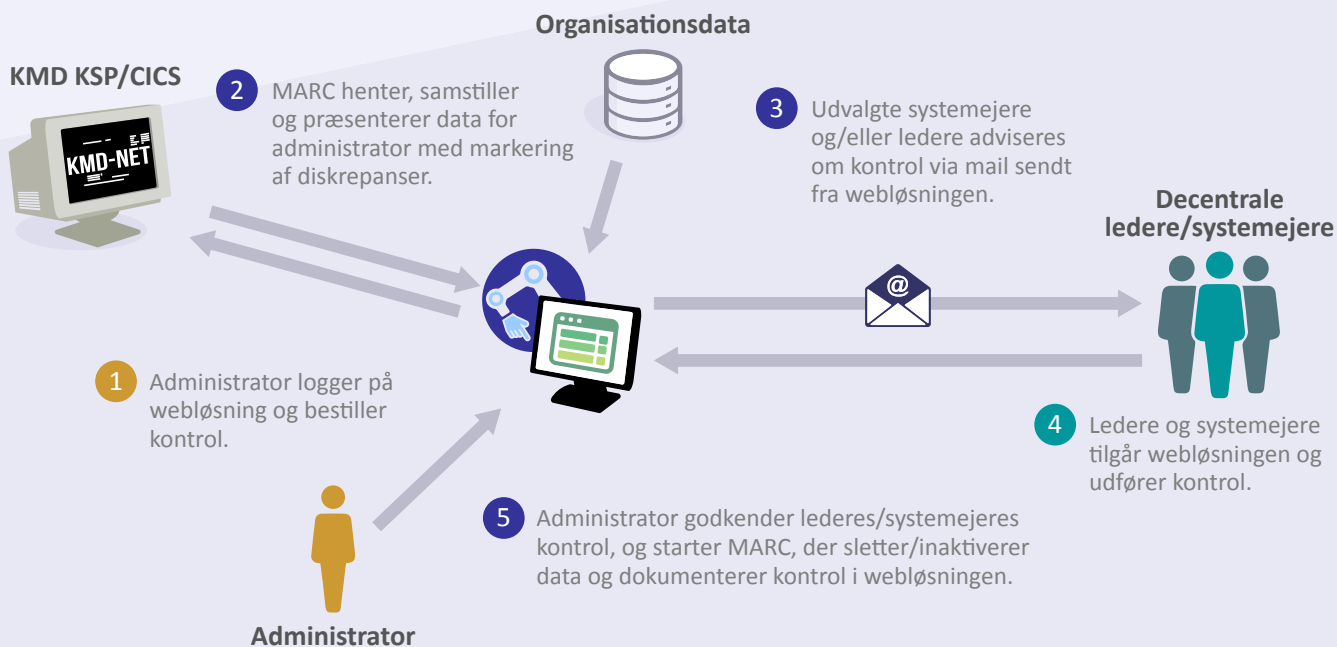 Organisationsdata
KMD KSP/CICS
KMD-NET
2
MARC henter, samstiller
og præsenterer data for
administrator med markering
af diskrepanser.
3
Udvalgte systemejere
og/eller ledere adviseres
om kontrol via mail sendt
fra webløsningen.
Decentrale
ledere/systemejere
@
1
Administrator logger på
webløsning og bestiller
kontrol.
4
Ledere og systemejere
tilgår webløsningen og
udfører kontrol.
5
Administrator godkender lederes/systemejeres
kontrol, og starter MARC, der sletter/inaktiverer
data og dokumenterer kontrol i webløsningen.
Administrator